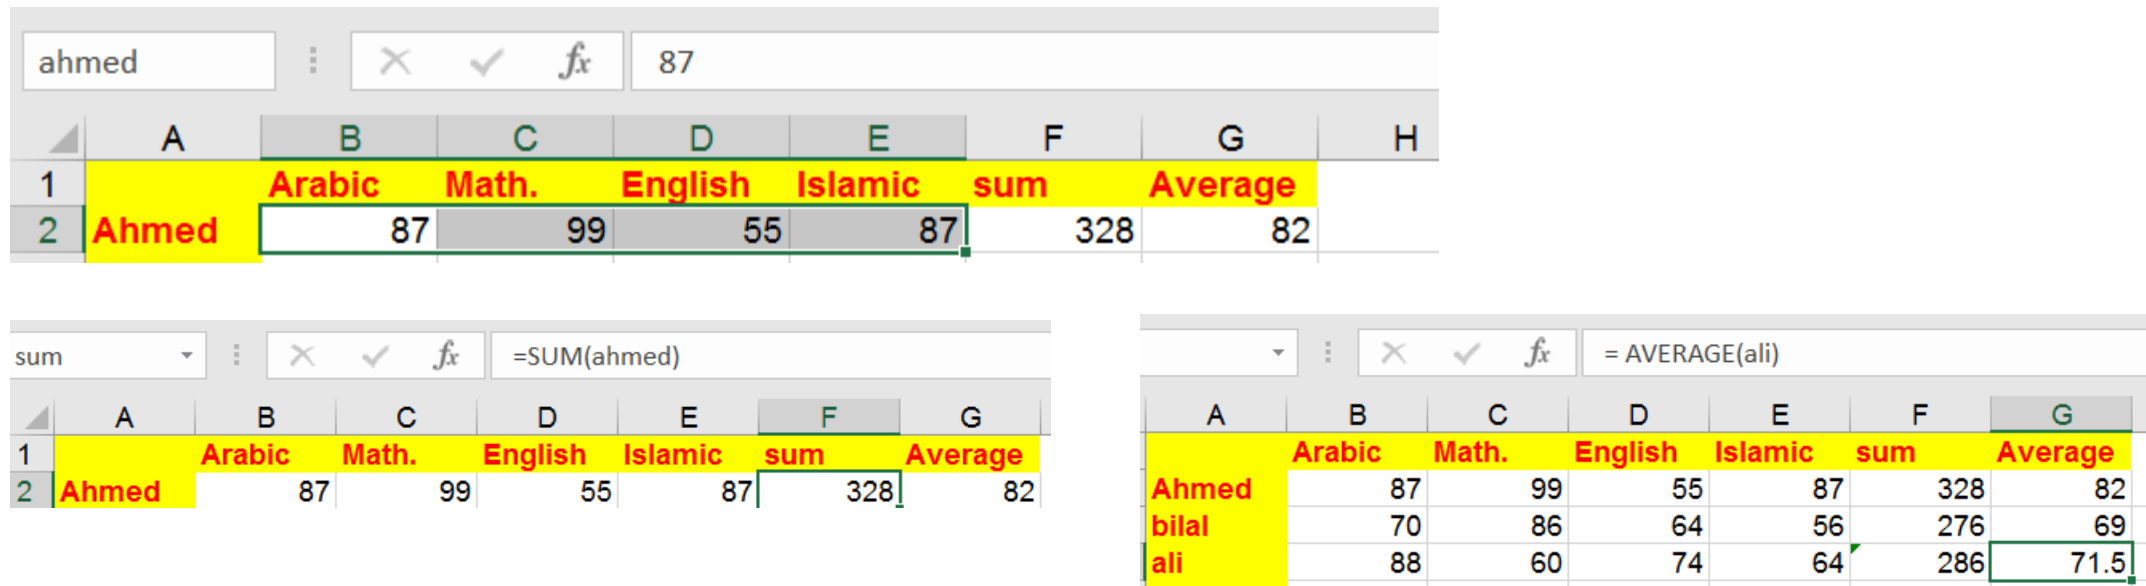 ahmed fx 87
A B C D E F G H
1 Arabic Math. English Islamic sum Average
2 Ahmed 87 99 55 87 328 82
sum fx =SUM(ahmed)
A B C D E F G
1 Arabic Math. English Islamic sum Average
2 Ahmed 87 99 55 87 328 82
fx = AVERAGE(ali)
A B C D E F G
Arabic Math. English Islamic sum Average
Ahmed 87 99 55 87 328 82
bilal 70 86 64 56 276 69
ali 88 60 74 64 286 71.5